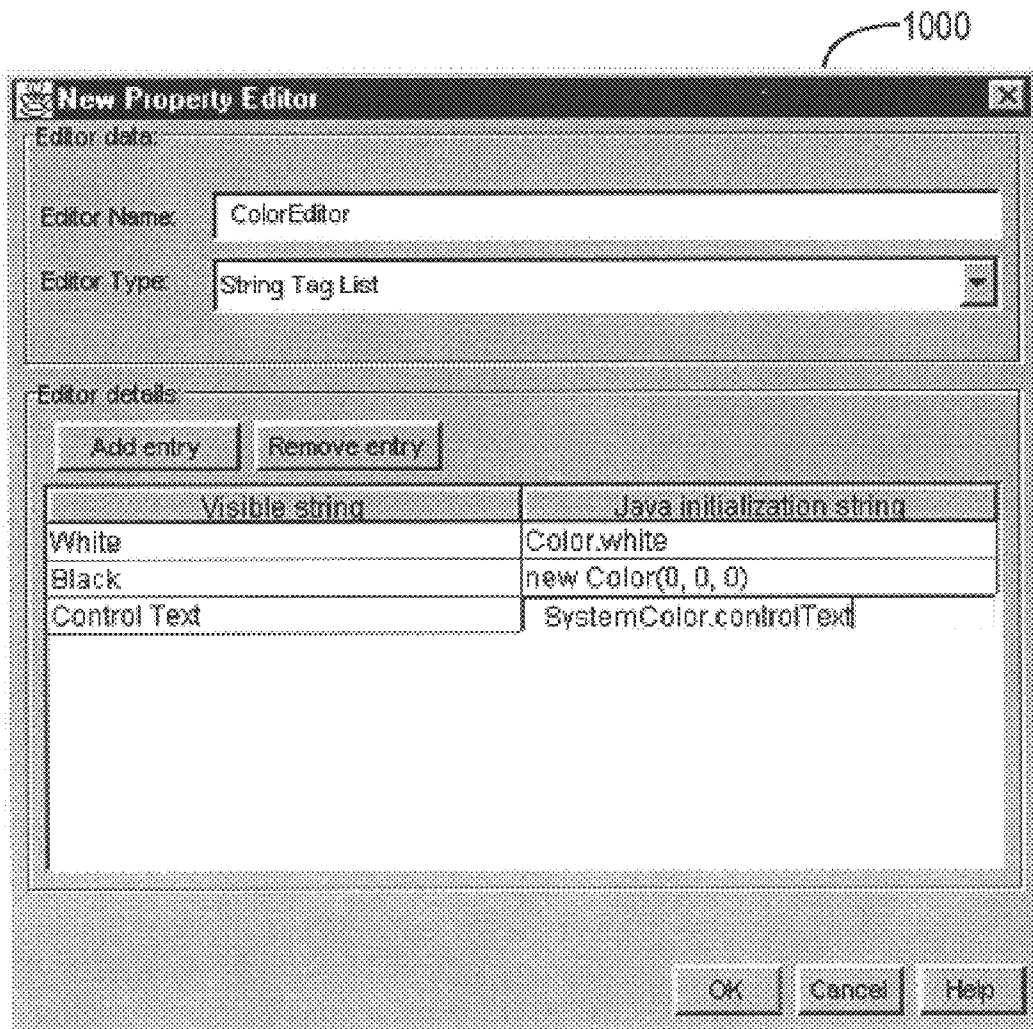 1000
New Property Editor
Editor data:
Editor Name: ColorEditor
Editor Type: String Tag List
Editor details:
Add entry Remove entry
Visible string Java initialization string
White Color.white
Black new Color(0, 0, 0)
Control Text SystemColor.controlText
OK Cancel Help